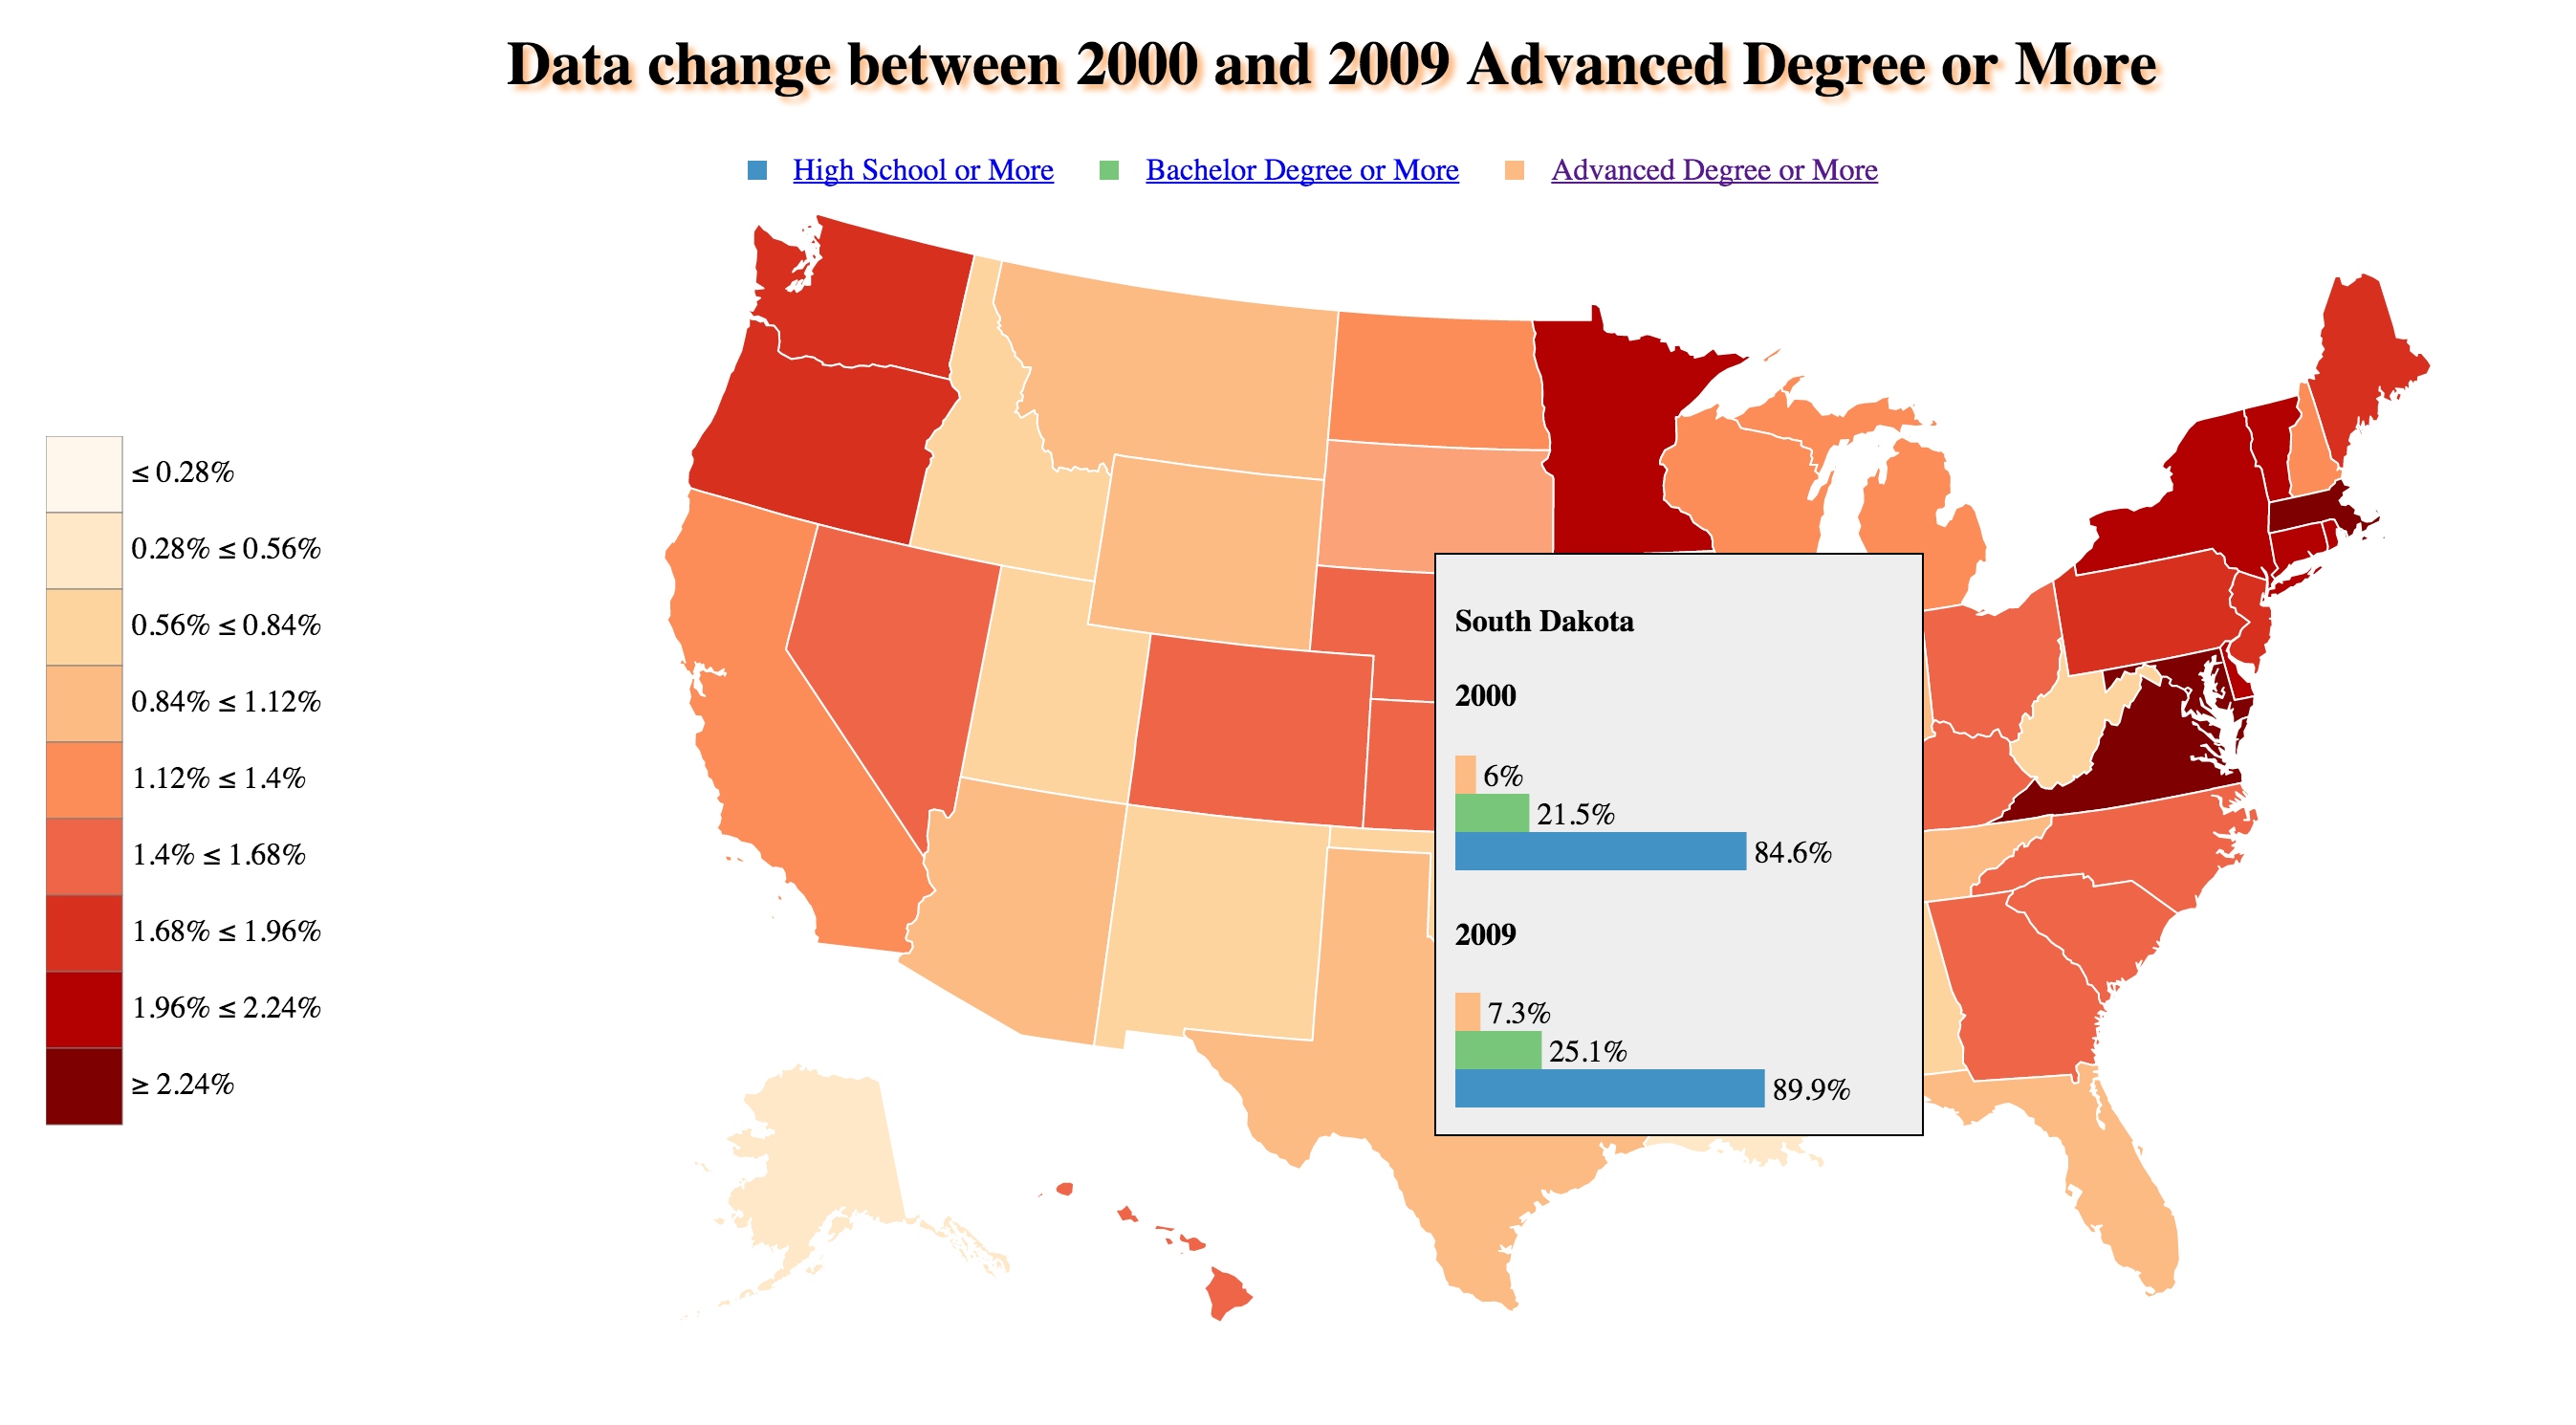 Data change between 2000 and 2009 Advanced Degree or More
High School or More Bachelor Degree or More Advanced Degree or More
≤ 0.28%
0.28% ≤ 0.56%
0.56% ≤ 0.84%
0.84% ≤ 1.12%
1.12% ≤ 1.4%
1.4% ≤ 1.68%
1.68% ≤ 1.96%
1.96% ≤ 2.24%
≥ 2.24%
South Dakota
2000
6%
21.5%
84.6%
2009
7.3%
25.1%
89.9%